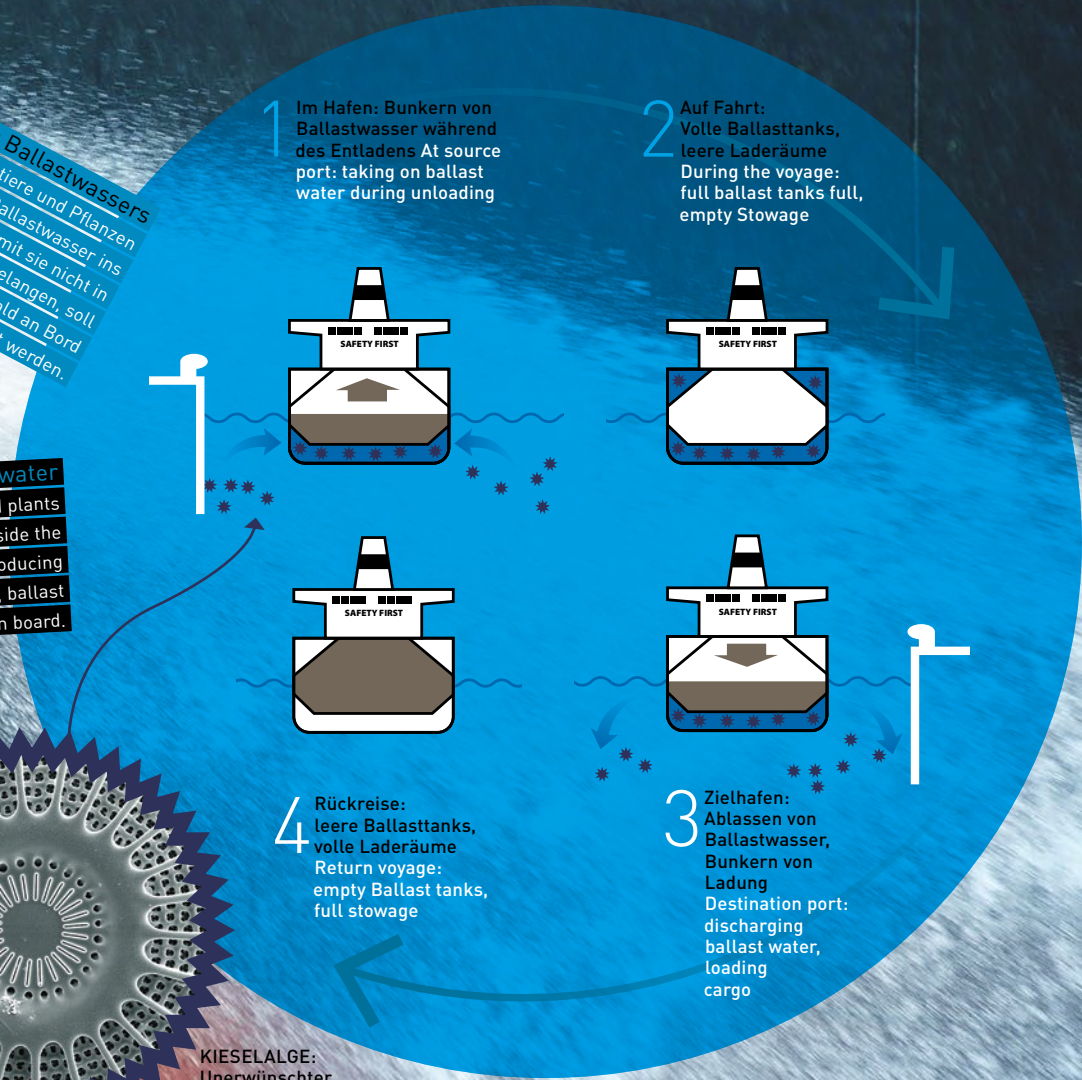 Ballastwassers
tiere und Pflanzen
Ballastwasser ins
mit sie nicht in
elangen, soll
ald an Bord
t werden.
water
d plants
side the
oducing
, ballast
n board.
1
Im Hafen: Bunkern von
Ballastwasser während
des Entladens At source
port: taking on ballast
water during unloading
2
Auf Fahrt:
Volle Ballasttanks,
leere Laderäume
During the voyage:
full ballast tanks full,
empty Stowage
SAFETY FIRST
SAFETY FIRST
SAFETY FIRST
SAFETY FIRST
4
Rückreise:
leere Ballasttanks,
volle Laderäume
Return voyage:
empty Ballast tanks,
full stowage
3
Zielhafen:
Ablassen von
Ballastwasser,
Bunkern von
Ladung
Destination port:
discharging
ballast water,
loading
cargo
KIESELALGE:
Unerwünschter